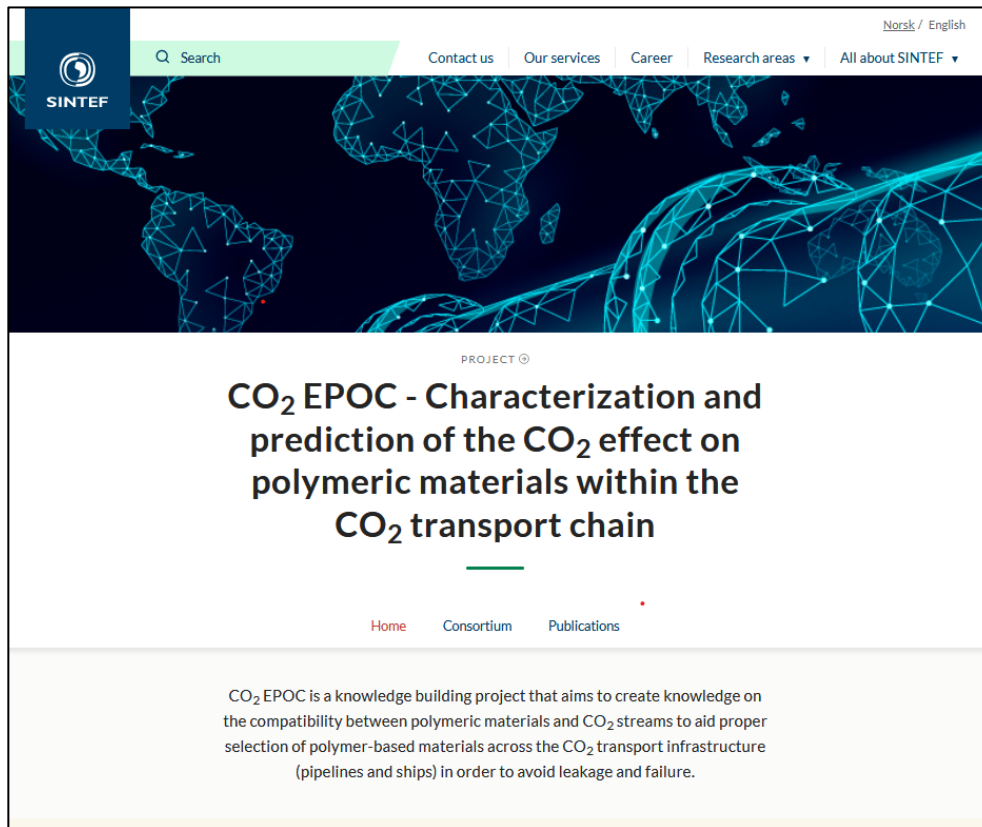 Norsk / English
SINTEF
Search
Contact us
Our services
Career
Research areas ▾
All about SINTEF ▾
PROJECT
CO₂ EPOC - Characterization and
prediction of the CO₂ effect on
polymeric materials within the
CO₂ transport chain
Home
Consortium
Publications
CO₂ EPOC is a knowledge building project that aims to create knowledge on
the compatibility between polymeric materials and CO₂ streams to aid proper
selection of polymer-based materials across the CO₂ transport infrastructure
(pipelines and ships) in order to avoid leakage and failure.